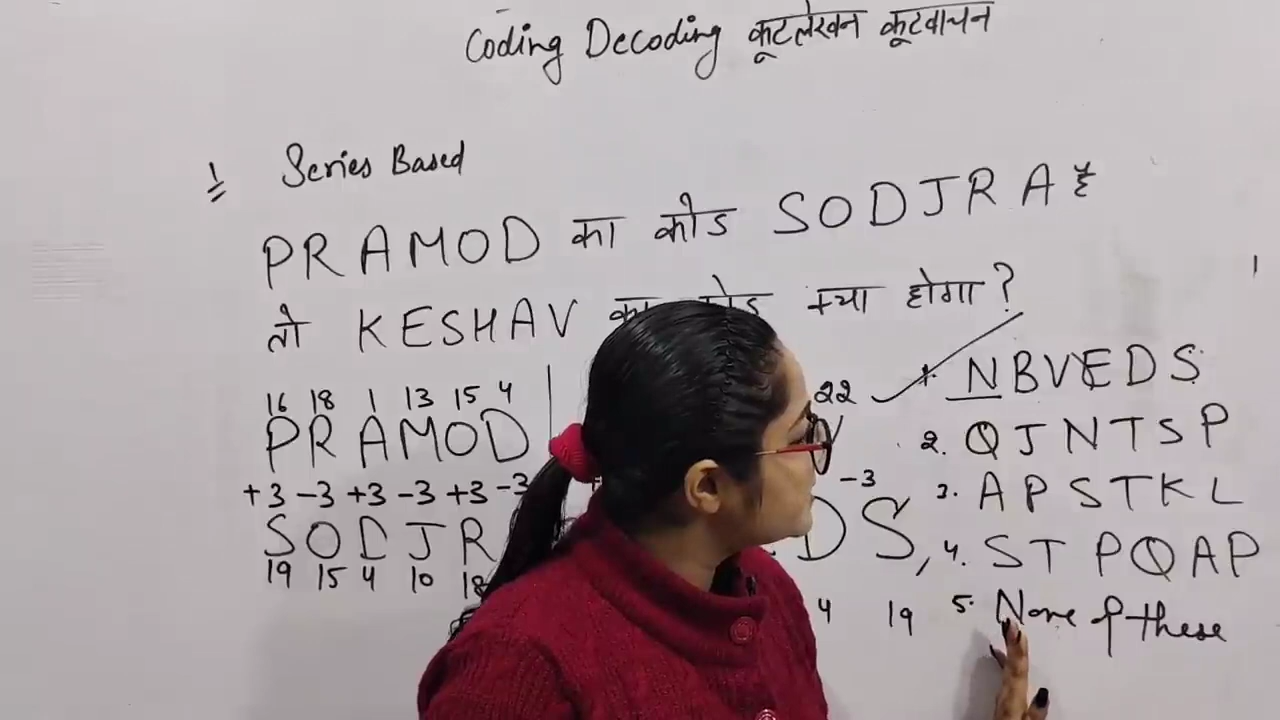 Coding Decoding कूटलेखन कूटवाचन
1 Series Based
PRAMOD का कोड SODJRA है
तो KESHAV का कोड क्या होगा ?
16 18 1 13 15 4
PRAMOD
+3 -3 +3 -3 +3 -3
SODJR
19 15 4 10 18
22
-3
DS,
4 19
1. NBVEDS
2. QJNTSP
3. APSTKL
4. STPQAP
5. None of these